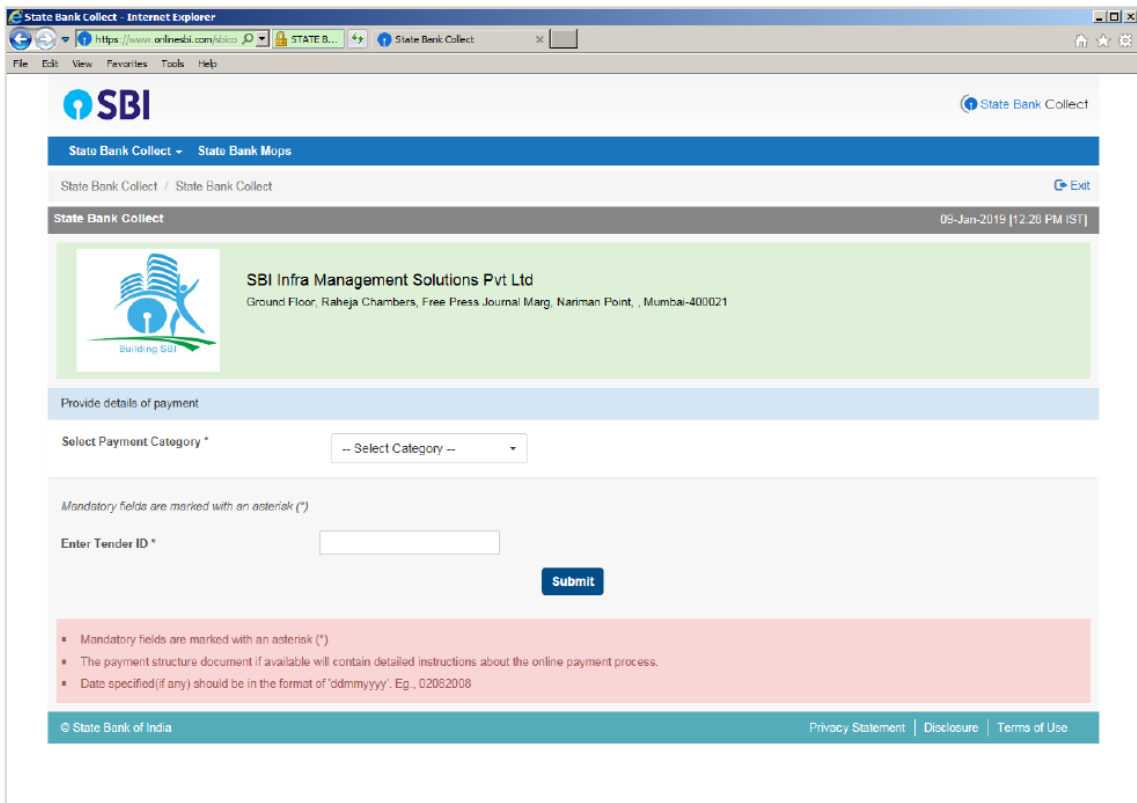 State Bank Collect - Internet Explorer
https://www.onlinesbi.com/sbico
STATE B...
State Bank Collect
File Edit View Favorites Tools Help
SBI
State Bank Collect
State Bank Collect State Bank Mops
State Bank Collect / State Bank Collect
Exit
State Bank Collect
09-Jan-2019 [12.28 PM IST]
SBI Infra Management Solutions Pvt Ltd
Ground Floor, Raheja Chambers, Free Press Journal Marg, Nariman Point, , Mumbai-400021
Building SBI
Provide details of payment
Select Payment Category *
-- Select Category --
Mandatory fields are marked with an asterisk (*)
Enter Tender ID *
Submit
Mandatory fields are marked with an asterisk (*)
The payment structure document if available will contain detailed instructions about the online payment process.
Date specified(if any) should be in the format of 'ddmmyyyy'. Eg., 02082008
© State Bank of India
Privacy Statement | Disclosure | Terms of Use